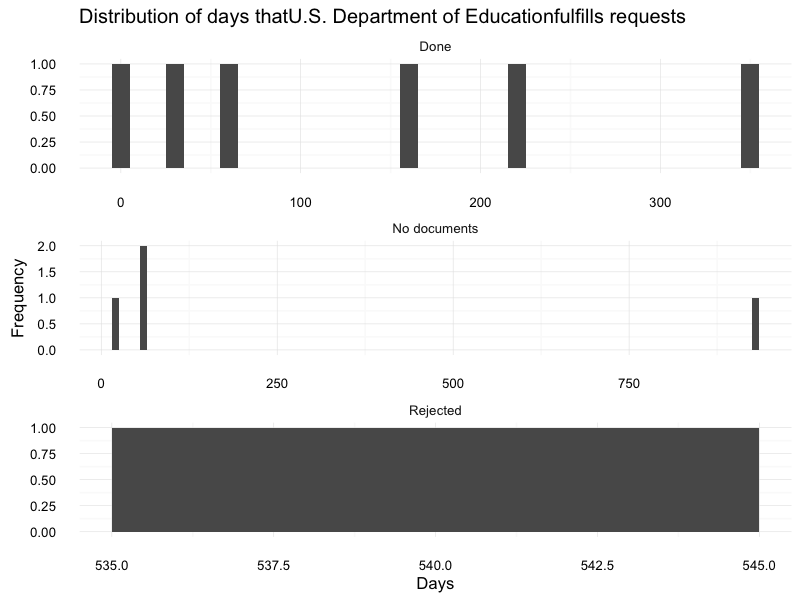 Distribution of days thatU.S. Department of Educationfulfills requests
Done
1.00
0.75
0.50
0.25
0.00
0 100 200 300
No documents
2.0
1.5
1.0
0.5
0.0
0 250 500 750
Frequency
Rejected
1.00
0.75
0.50
0.25
0.00
535.0 537.5 540.0 542.5 545.0
Days